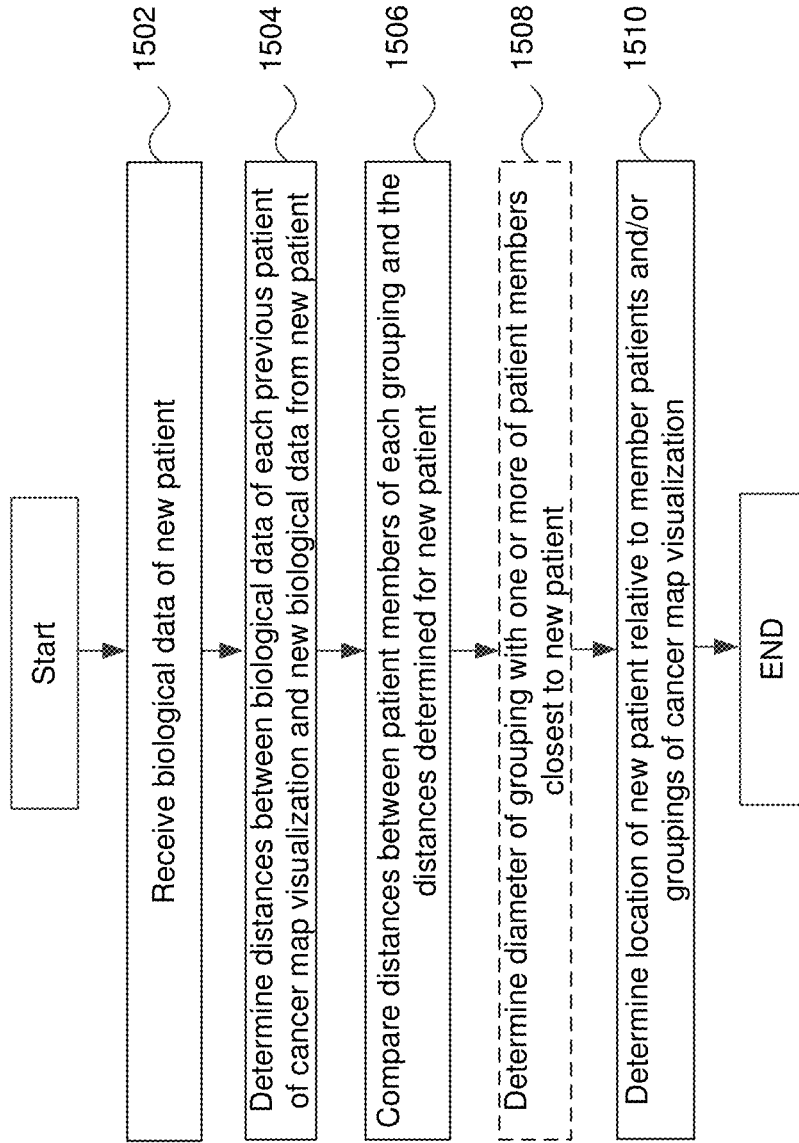 Start
Receive biological data of new patient
1502
Determine distances between biological data of each previous patient
of cancer map visualization and new biological data from new patient
1504
Compare distances between patient members of each grouping and the
distances determined for new patient
1506
Determine diameter of grouping with one or more of patient members
closest to new patient
1508
Determine location of new patient relative to member patients and/or
groupings of cancer map visualization
1510
END